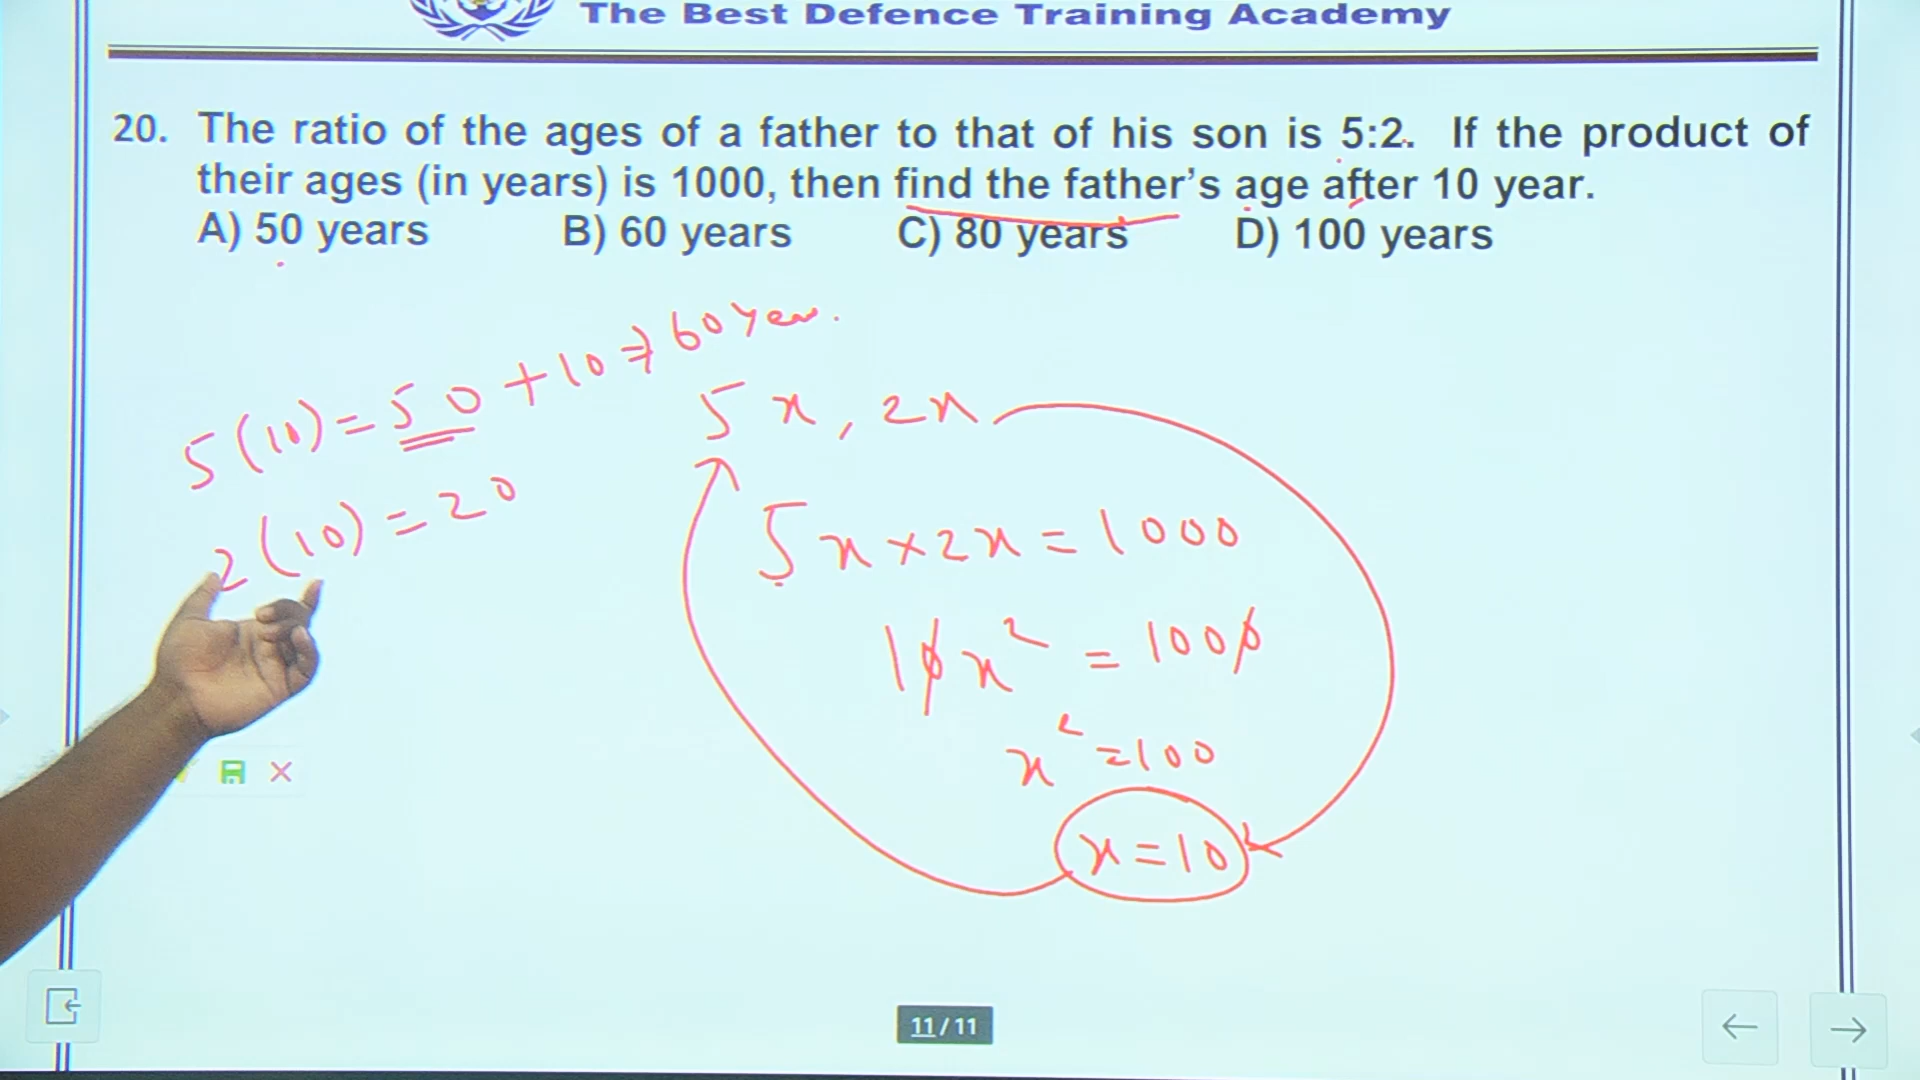 The Best Defence Training Academy
20. The ratio of the ages of a father to that of his son is 5:2. If the product of
their ages (in years) is 1000, then find the father's age after 10 year.
A) 50 years B) 60 years C) 80 years D) 100 years
5(10)=50+10⇒60 year.
2(10)=20
5x, 2x
5x×2x=1000
10x²=1000
x²=100
x=10
11/11